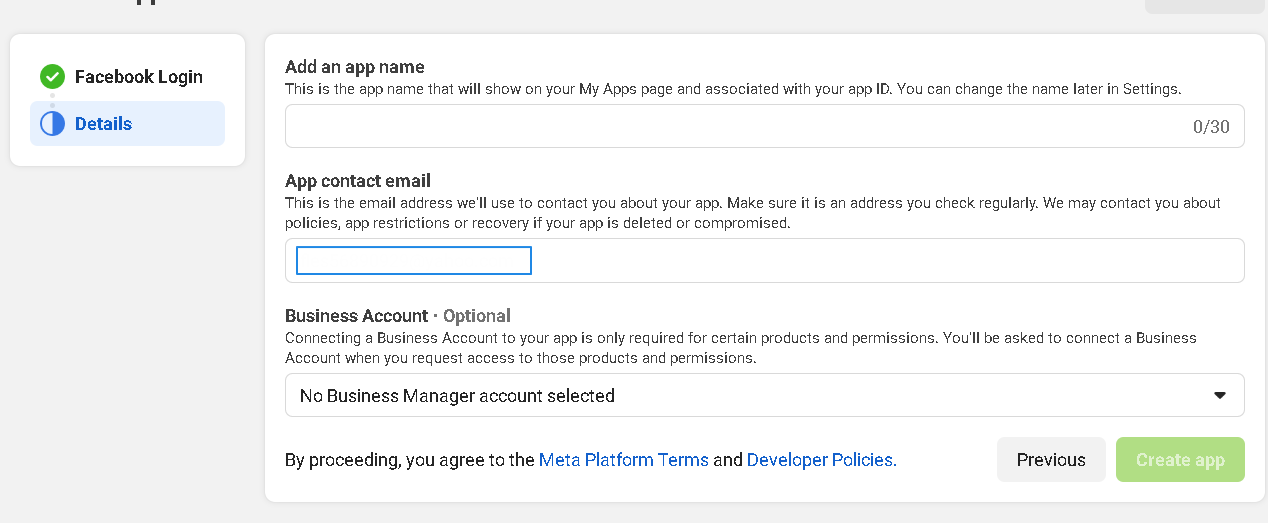 Facebook Login
Details
Add an app name
This is the app name that will show on your My Apps page and associated with your app ID. You can change the name later in Settings.
0/30
App contact email
This is the email address we'll use to contact you about your app. Make sure it is an address you check regularly. We may contact you about
policies, app restrictions or recovery if your app is deleted or compromised.
Business Account · Optional
Connecting a Business Account to your app is only required for certain products and permissions. You'll be asked to connect a Business
Account when you request access to those products and permissions.
No Business Manager account selected
By proceeding, you agree to the Meta Platform Terms and Developer Policies.
Previous
Create app